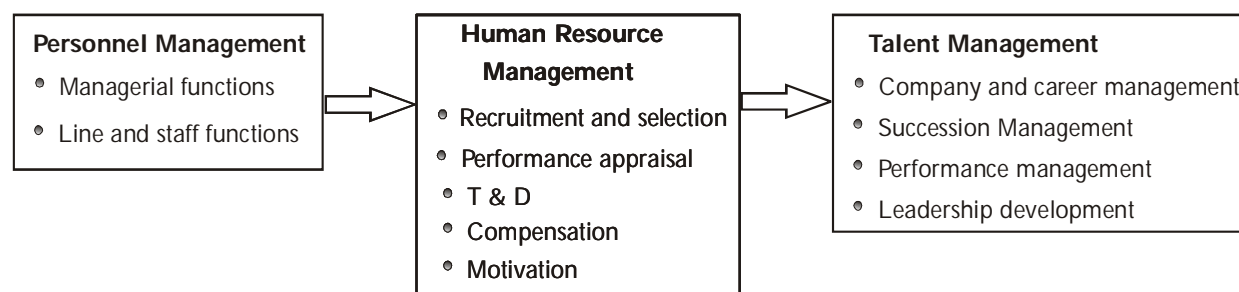 Personnel Management
• Managerial functions
• Line and staff functions
Human Resource
Management
• Recruitment and selection
• Performance appraisal
• T & D
• Compensation
• Motivation
Talent Management
• Company and career management
• Succession Management
• Performance management
• Leadership development